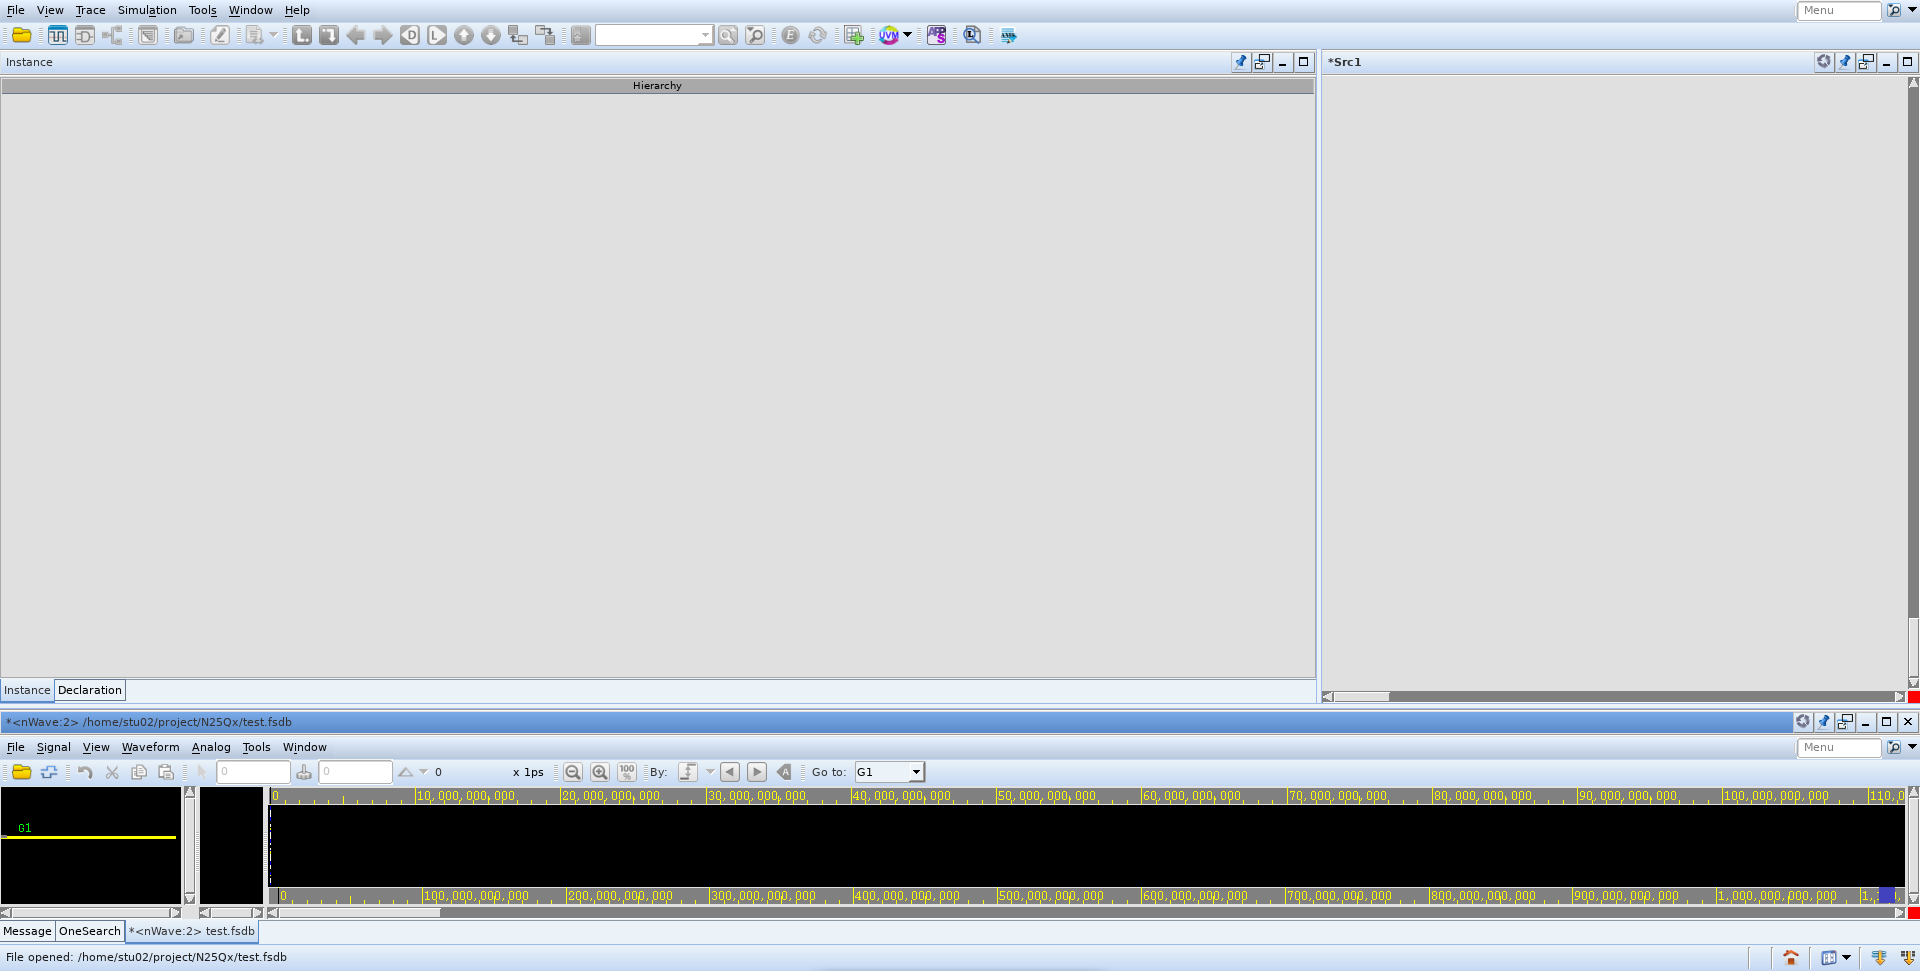 File View Trace Simulation Tools Window Help Menu
UVM
Instance *Src1
Hierarchy
Instance Declaration
*<nWave:2> /home/stu02/project/N25Qx/test.fsdb
File Signal View Waveform Analog Tools Window Menu
0 0 0 x 1ps 100% By: Go to: G1
0 10,000,000,000 20,000,000,000 30,000,000,000 40,000,000,000 50,000,000,000 60,000,000,000 70,000,000,000 80,000,000,000 90,000,000,000 100,000,000,000 110,0
G1
0 100,000,000,000 200,000,000,000 300,000,000,000 400,000,000,000 500,000,000,000 600,000,000,000 700,000,000,000 800,000,000,000 900,000,000,000 1,000,000,000,000 1,
Message OneSearch *<nWave:2> test.fsdb
File opened: /home/stu02/project/N25Qx/test.fsdb